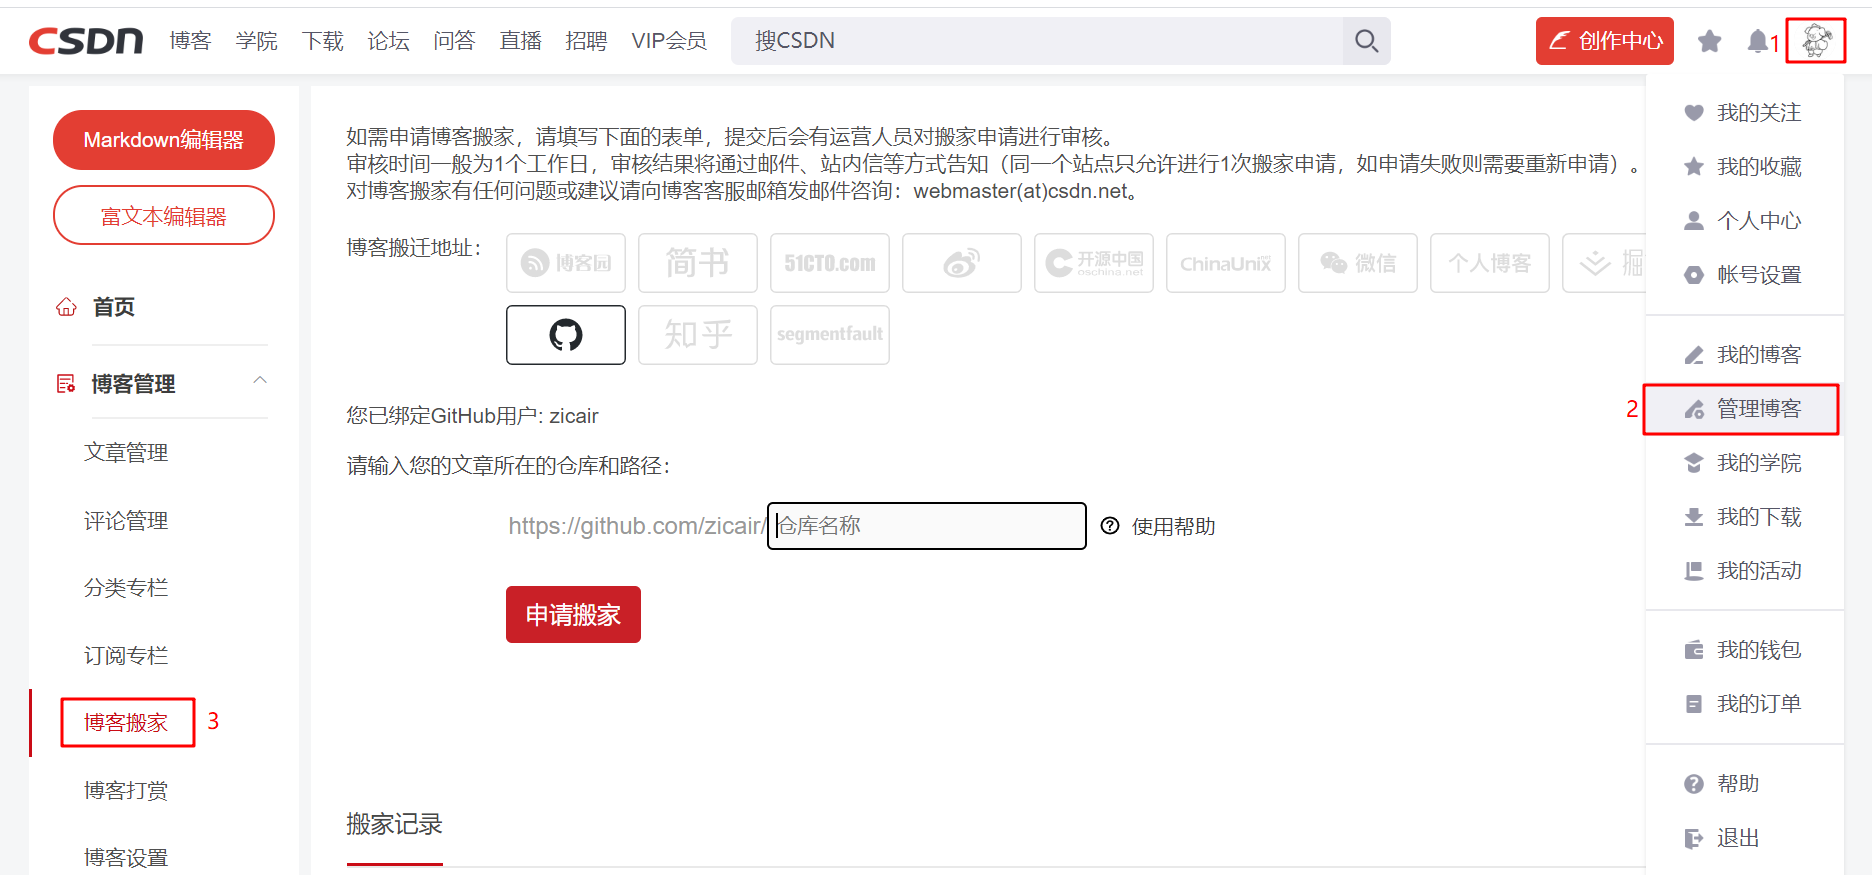 CSDN 博客 学院 下载 论坛 问答 直播 招聘 VIP会员 搜CSDN 创作中心 1
Markdown编辑器
富文本编辑器
首页
博客管理
文章管理
评论管理
分类专栏
订阅专栏
博客搬家 3
博客打赏
博客设置
如需申请博客搬家，请填写下面的表单，提交后会有运营人员对搬家申请进行审核。
审核时间一般为1个工作日，审核结果将通过邮件、站内信等方式告知（同一个站点只允许进行1次搬家申请，如申请失败则需要重新申请）。
对博客搬家有任何问题或建议请向博客客服邮箱发邮件咨询：webmaster(at)csdn.net。
博客搬迁地址： 博客园 简书 51CTO.com 开源中国 oschina.net ChinaUnix 微信 个人博客 掘
知乎 segmentfault
您已绑定GitHub用户: zicair
请输入您的文章所在的仓库和路径：
https://github.com/zicair/ 仓库名称 使用帮助
申请搬家
搬家记录
我的关注
我的收藏
个人中心
帐号设置
我的博客
2 管理博客
我的学院
我的下载
我的活动
我的钱包
我的订单
帮助
退出